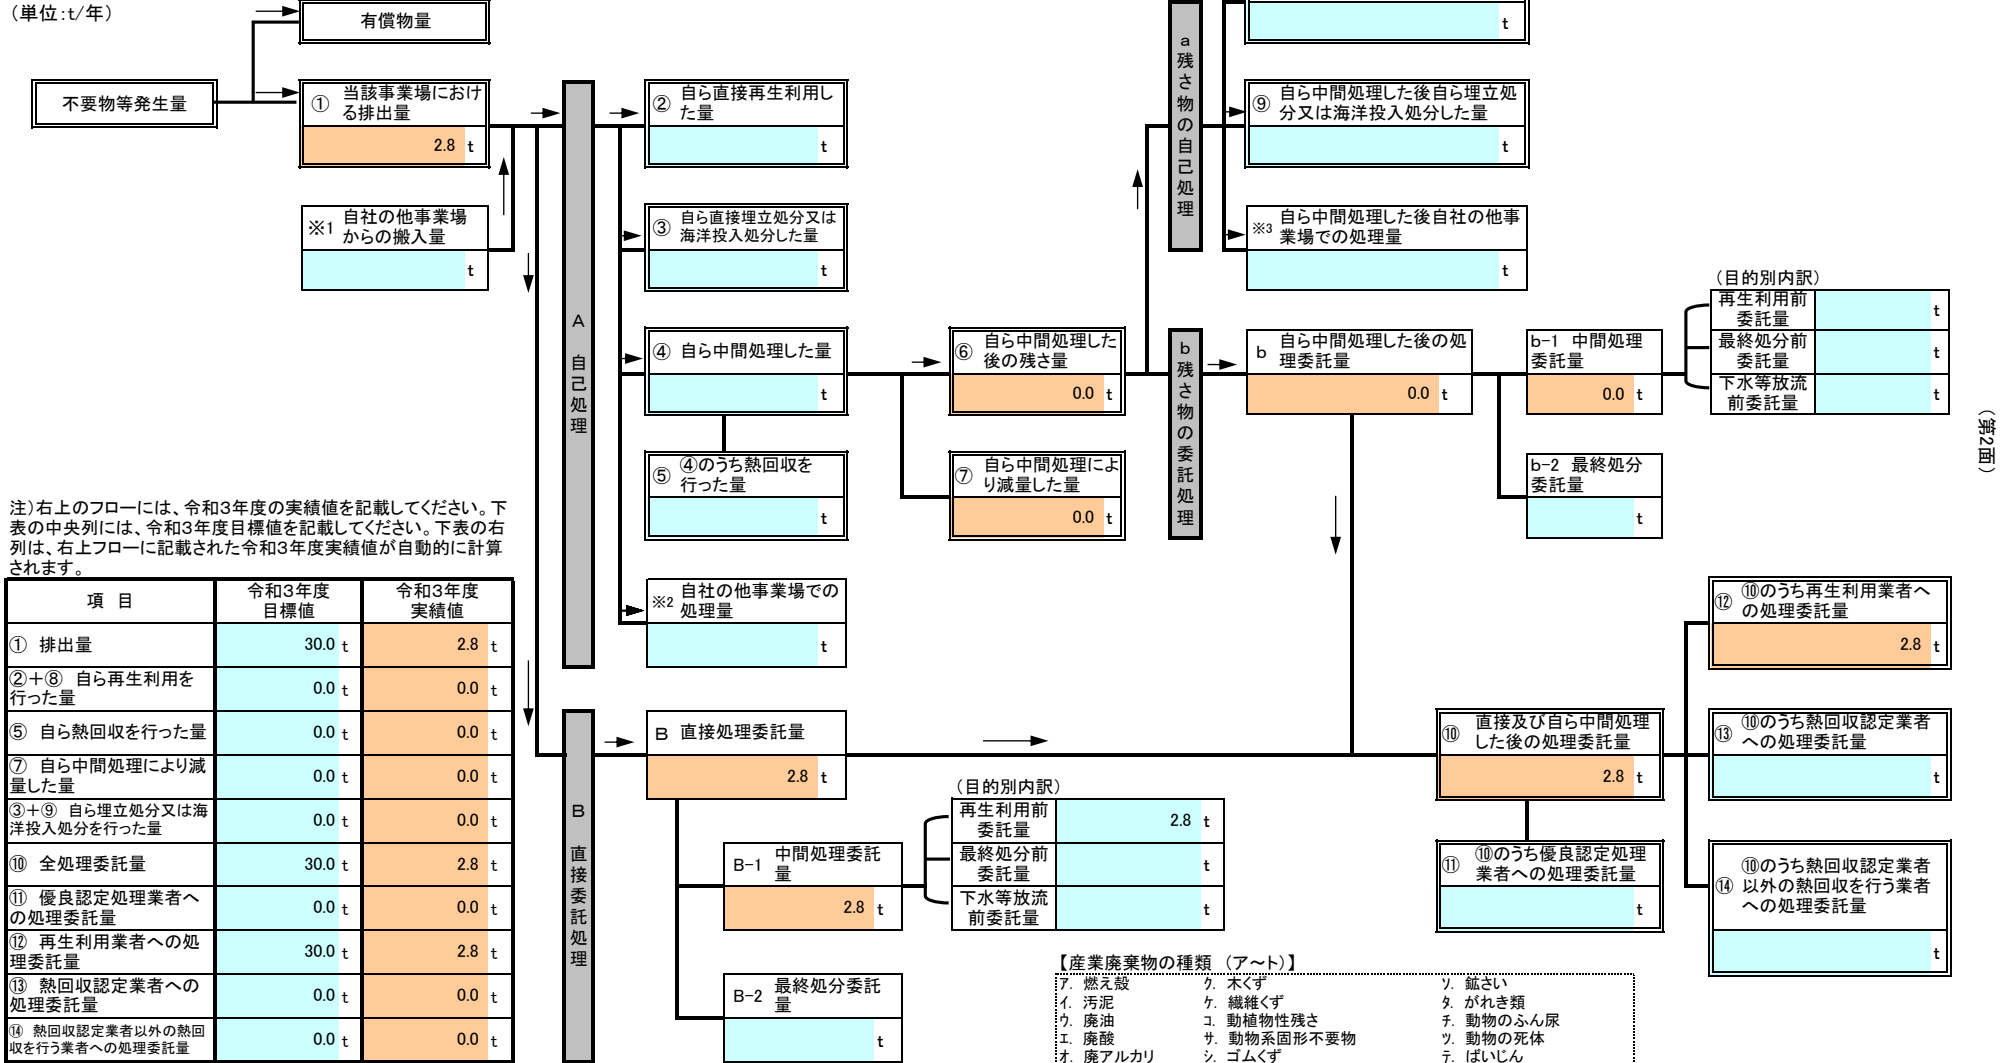 （単位：t/年）
有償物量
不要物等発生量
① 当該事業場におけ
る排出量
2.8 t
※1 自社の他事業場
からの搬入量
t
A 自己処理
② 自ら直接再生利用し
た量
t
③ 自ら直接埋立処分又は
海洋投入処分した量
t
④ 自ら中間処理した量
t
⑤ ④のうち熱回収を
行った量
t
※2 自社の他事業場での
処理量
t
⑥ 自ら中間処理した
後の残さ量
0.0 t
⑦ 自ら中間処理によ
り減量した量
0.0 t
a 残さ物の自己処理
t
⑨ 自ら中間処理した後自ら埋立処
分又は海洋投入処分した量
t
※3 自ら中間処理した後自社の他事
業場での処理量
t
b 残さ物の委託処理
b 自ら中間処理した後の処
理委託量
0.0 t
b-1 中間処理
委託量
0.0 t
b-2 最終処分
委託量
t
（目的別内訳）
再生利用前
委託量
t
最終処分前
委託量
t
下水等放流
前委託量
t
（第2面）
注）右上のフローには、令和3年度の実績値を記載してください。下
表の中央列には、令和3年度目標値を記載してください。下表の右
列は、右上フローに記載された令和3年度実績値が自動的に計算
されます。
項 目
令和3年度
目標値
令和3年度
実績値
① 排出量 30.0 t 2.8 t
②＋⑧ 自ら再生利用を
行った量 0.0 t 0.0 t
⑤ 自ら熱回収を行った量 0.0 t 0.0 t
⑦ 自ら中間処理により減
量した量 0.0 t 0.0 t
③＋⑨ 自ら埋立処分又は海
洋投入処分を行った量 0.0 t 0.0 t
⑩ 全処理委託量 30.0 t 2.8 t
⑪ 優良認定処理業者へ
の処理委託量 0.0 t 0.0 t
⑫ 再生利用業者への処
理委託量 30.0 t 2.8 t
⑬ 熱回収認定業者への
処理委託量 0.0 t 0.0 t
⑭ 熱回収認定業者以外の熱回
収を行う業者への処理委託量 0.0 t 0.0 t
B 直接委託処理
B 直接処理委託量
2.8 t
B-1 中間処理委託
量
2.8 t
B-2 最終処分委託
量
t
（目的別内訳）
再生利用前
委託量
2.8 t
最終処分前
委託量
t
下水等放流
前委託量
t
⑩ 直接及び自ら中間処理
した後の処理委託量
2.8 t
⑪ ⑩のうち優良認定処理
業者への処理委託量
t
⑫ ⑩のうち再生利用業者へ
の処理委託量
2.8 t
⑬ ⑩のうち熱回収認定業者
への処理委託量
t
⑭ ⑩のうち熱回収認定業者
以外の熱回収を行う業者
への処理委託量
t
【産業廃棄物の種類 （ア～ト）】
ア. 燃え殻 ク. 木くず ソ. 鉱さい
イ. 汚泥 ケ. 繊維くず タ. がれき類
ウ. 廃油 コ. 動植物性残さ チ. 動物のふん尿
エ. 廃酸 サ. 動物系固形不要物 ツ. 動物の死体
オ. 廃アルカリ シ. ゴムくず テ. ばいじん